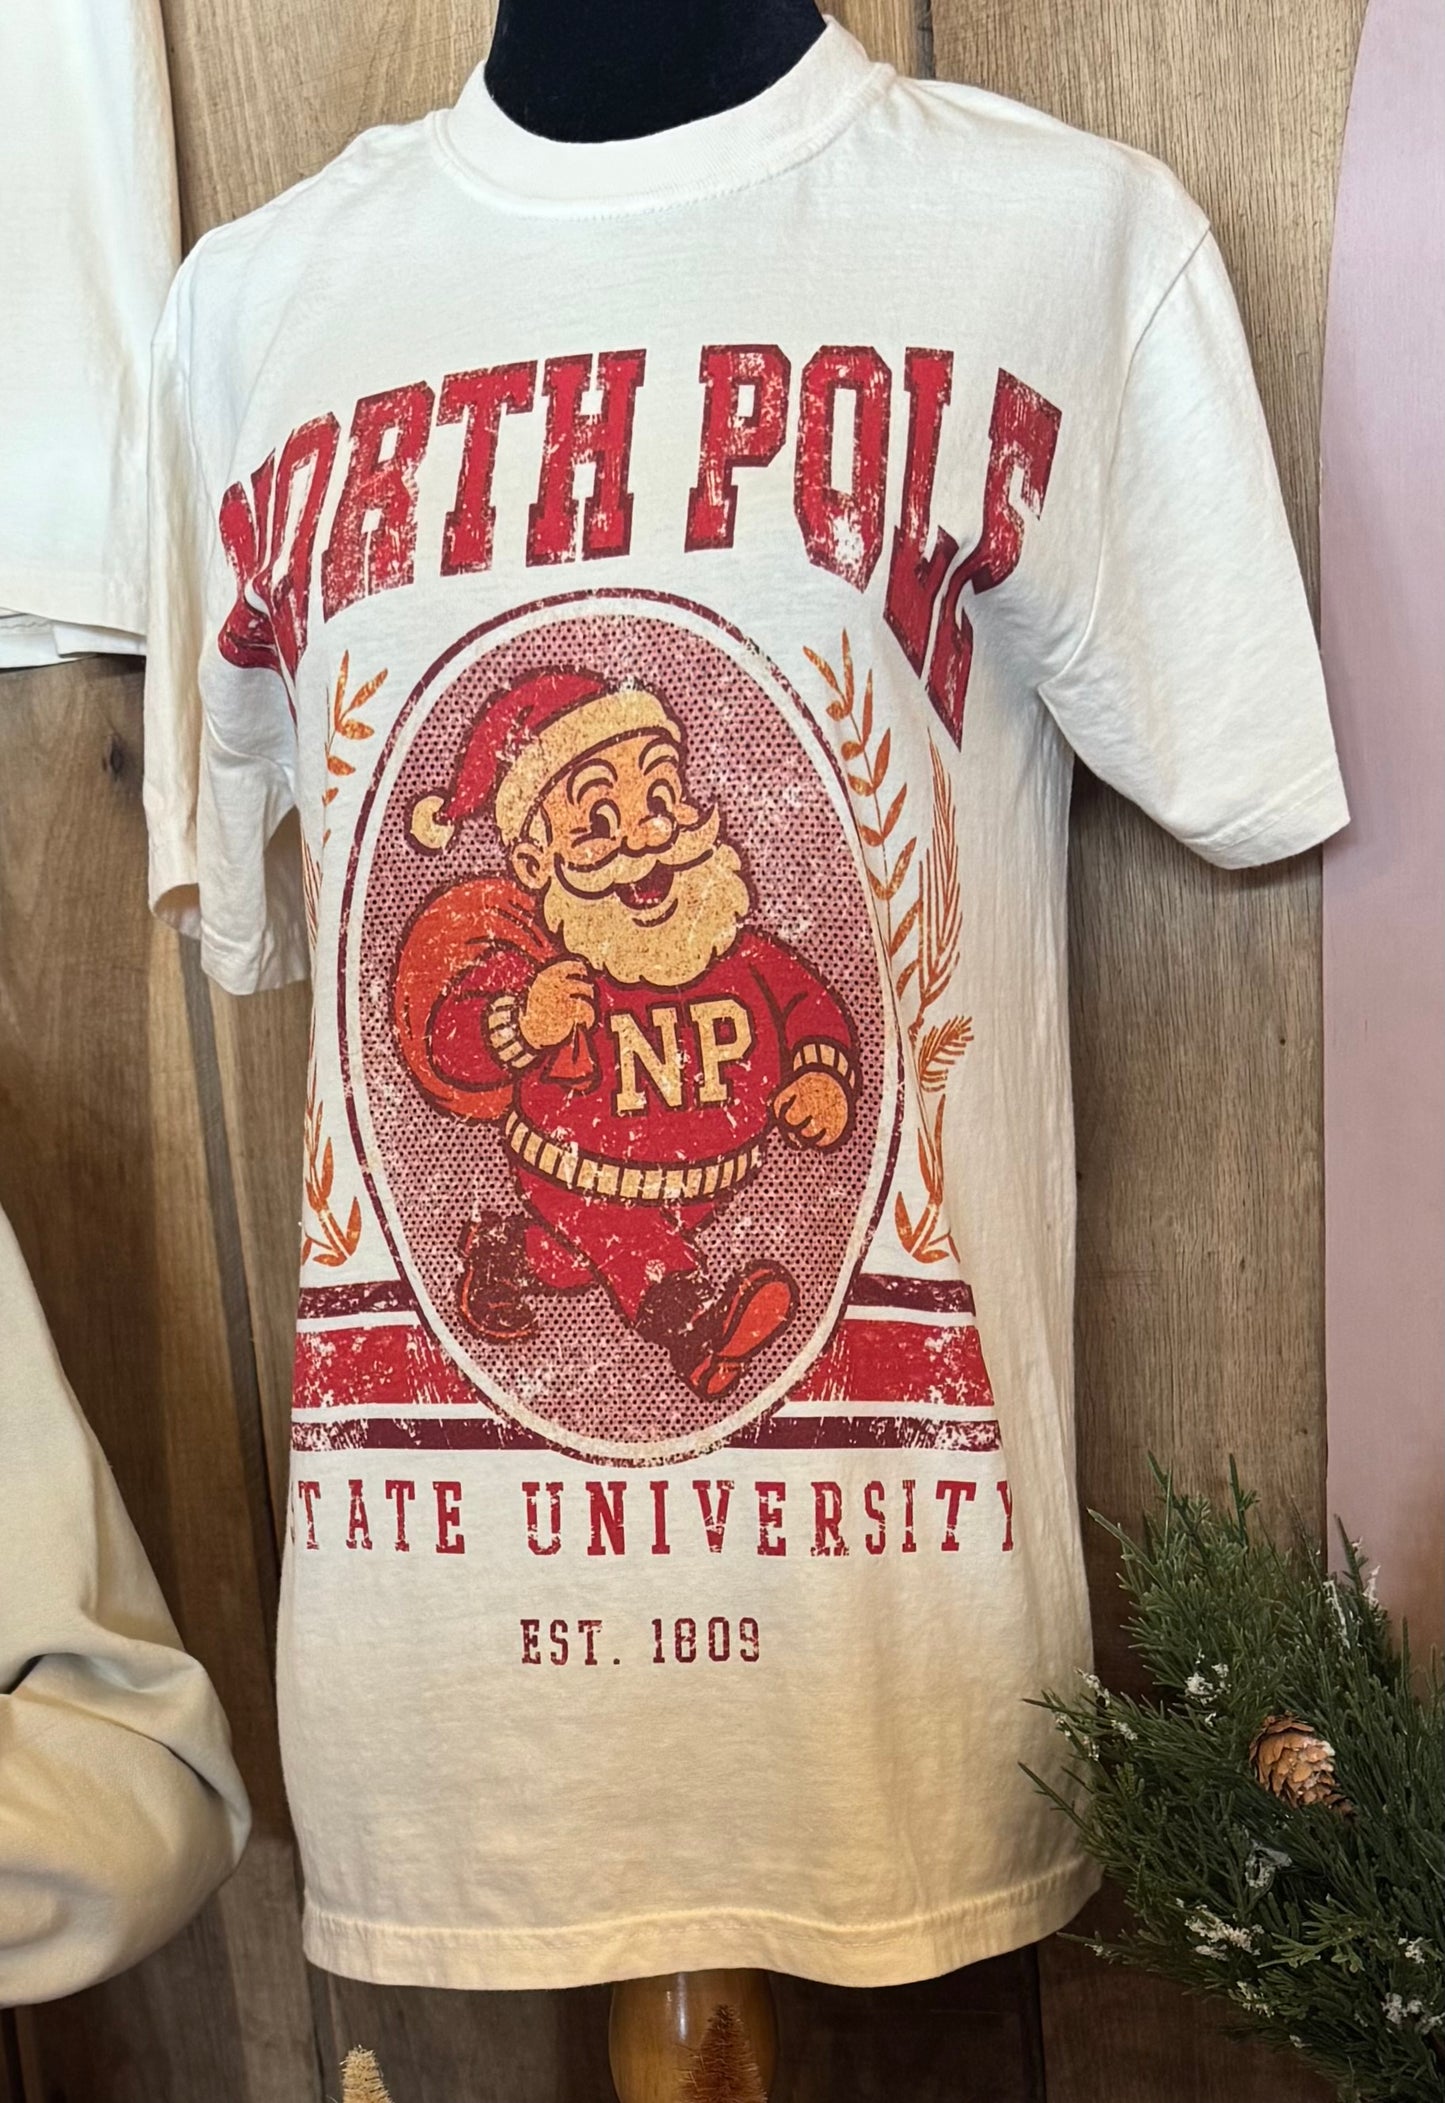 NORTH POLE
NP
STATE UNIVERSITY
EST. 1809